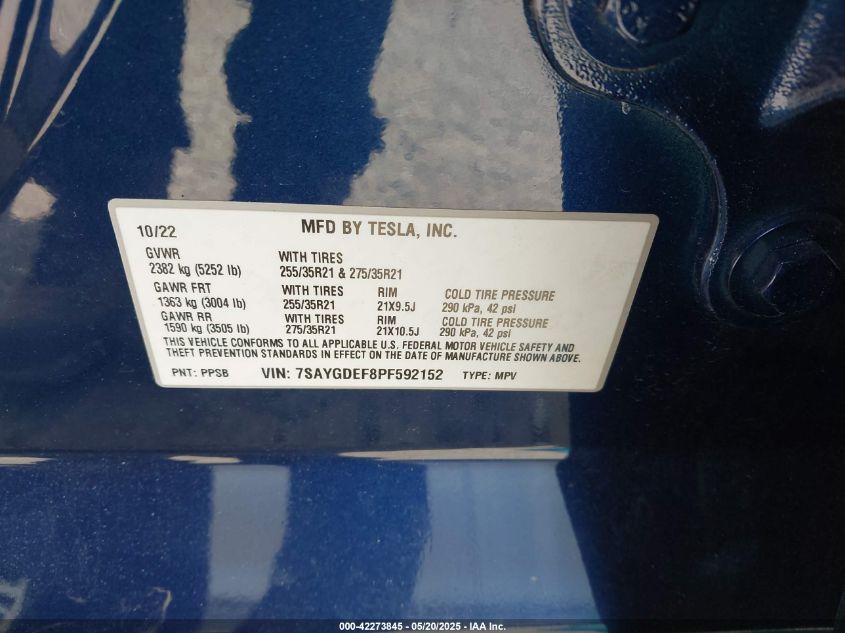 10/22 MFD BY TESLA, INC.
GVWR WITH TIRES
2382 kg (5252 lb) 255/35R21 & 275/35R21
GAWR FRT WITH TIRES RIM COLD TIRE PRESSURE
1363 kg (3004 lb) 255/35R21 21X9.5J 290 kPa, 42 psi
GAWR RR WITH TIRES RIM COLD TIRE PRESSURE
1590 kg (3505 lb) 275/35R21 21X10.5J 290 kPa, 42 psi
THIS VEHICLE CONFORMS TO ALL APPLICABLE U.S. FEDERAL MOTOR VEHICLE SAFETY AND
THEFT PREVENTION STANDARDS IN EFFECT ON THE DATE OF MANUFACTURE SHOWN ABOVE.
PNT: PPSB VIN: 7SAYGDEF8PF592152 TYPE: MPV
000-42273845 - 05/20/2025 - IAA Inc.